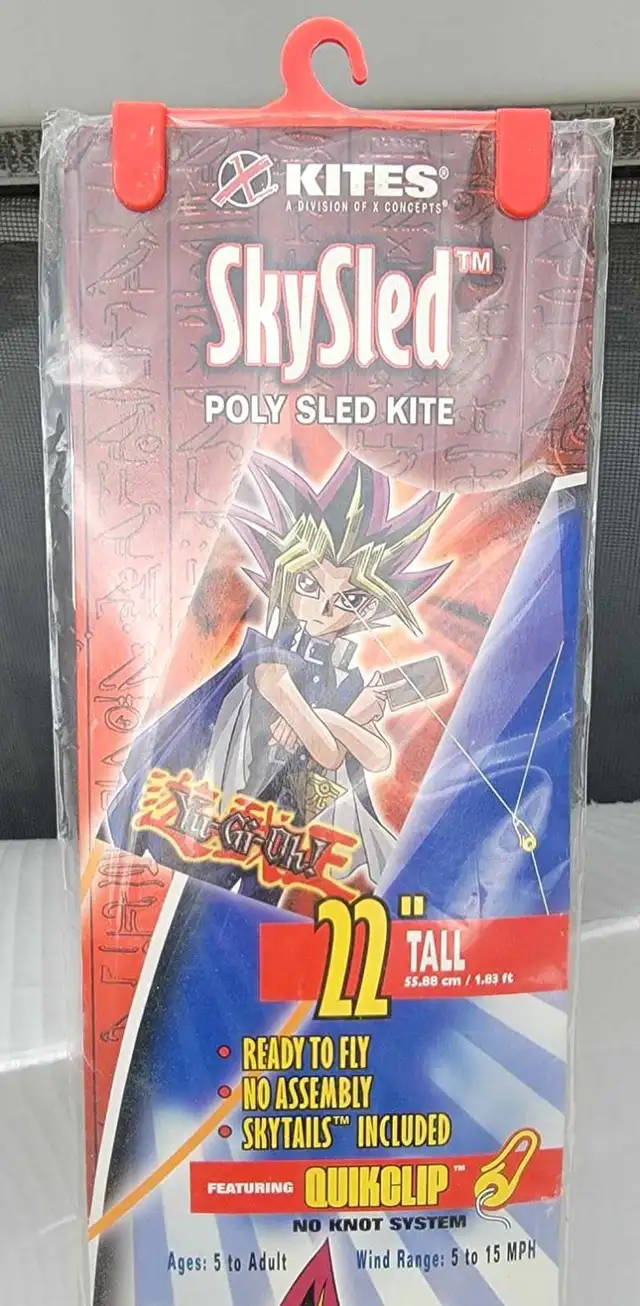 X KITES®
A DIVISION OF X CONCEPTS®
SkySled™
POLY SLED KITE
Yu-Gi-Oh!
22" TALL
55.88 cm / 1.83 ft
• READY TO FLY
• NO ASSEMBLY
• SKYTAILS™ INCLUDED
FEATURING QUIKCLIP™
NO KNOT SYSTEM
Ages: 5 to Adult Wind Range: 5 to 15 MPH